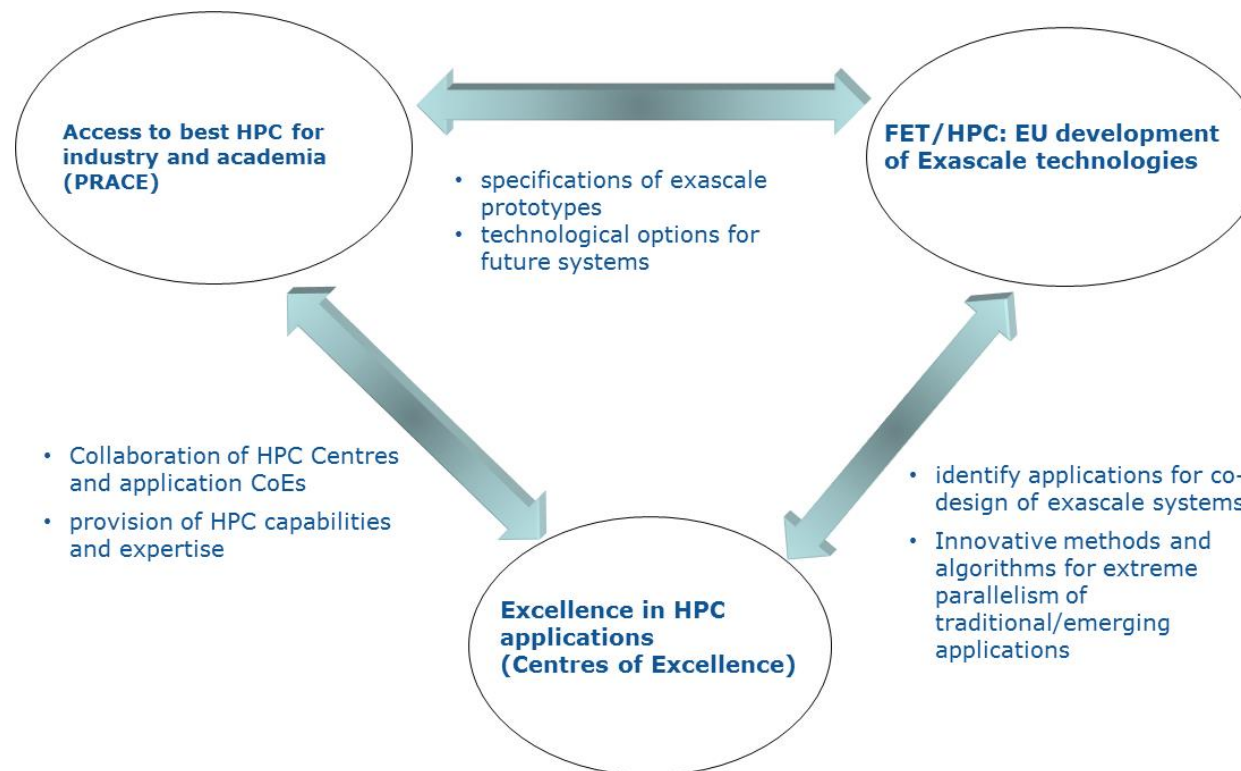 Access to best HPC for
industry and academia
(PRACE)
FET/HPC: EU development
of Exascale technologies
• specifications of exascale
prototypes
• technological options for
future systems
• Collaboration of HPC Centres
and application CoEs
• provision of HPC capabilities
and expertise
• identify applications for co-
design of exascale systems
• Innovative methods and
algorithms for extreme
parallelism of
traditional/emerging
applications
Excellence in HPC
applications
(Centres of Excellence)